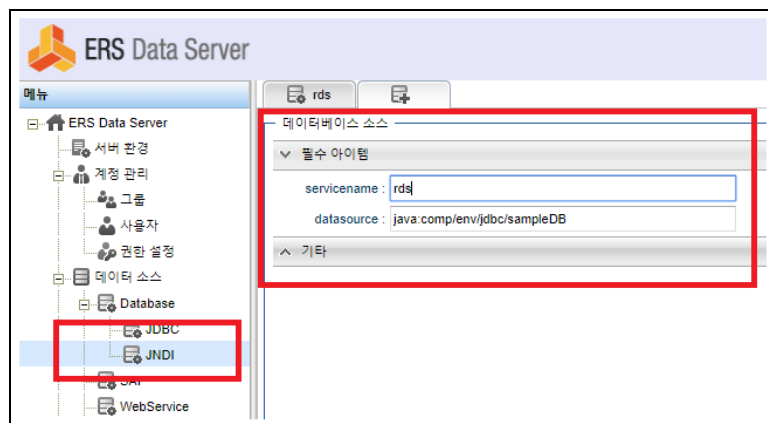 ERS Data Server
메뉴
ERS Data Server
서버 환경
계정 관리
그룹
사용자
권한 설정
데이터 소스
Database
JDBC
JNDI
SAP
WebService
rds
데이터베이스 소스
필수 아이템
servicename : rds
datasource : java:comp/env/jdbc/sampleDB
기타